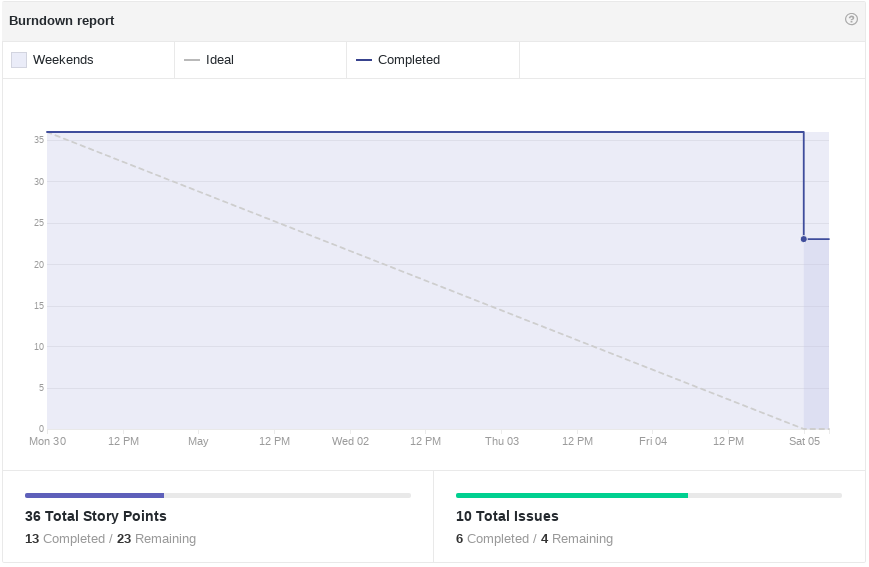 Burndown report
Weekends
Ideal
Completed
35
30
25
20
15
10
5
0
Mon 30 12 PM May 12 PM Wed 02 12 PM Thu 03 12 PM Fri 04 12 PM Sat 05
36 Total Story Points
13 Completed / 23 Remaining
10 Total Issues
6 Completed / 4 Remaining